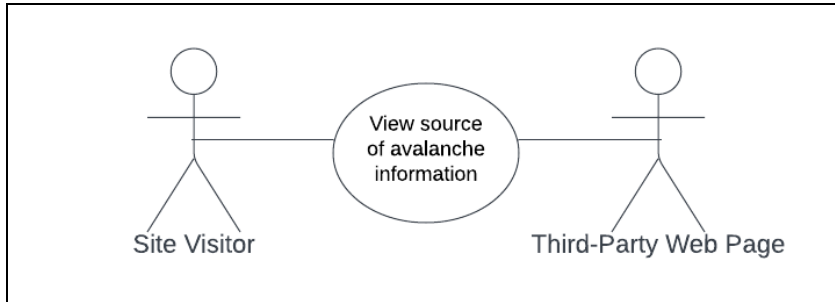 View source
of avalanche
information
Site Visitor
Third-Party Web Page